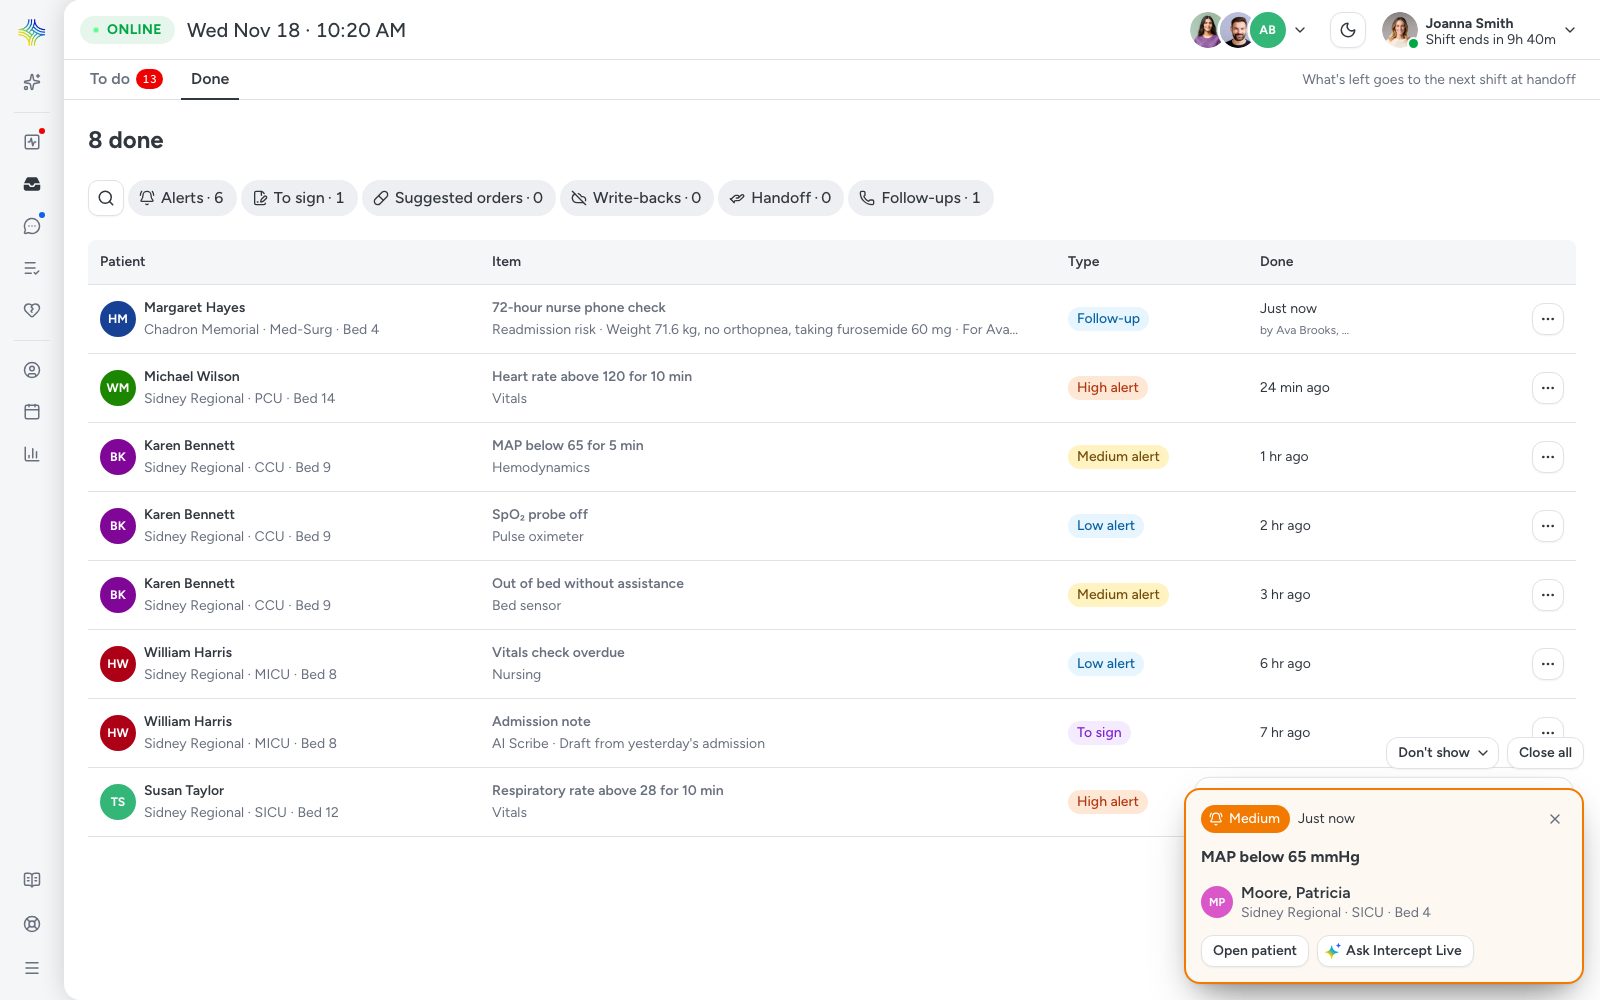 ONLINE Wed Nov 18 · 10:20 AM
AB
Joanna Smith
Shift ends in 9h 40m
To do 13 Done
What's left goes to the next shift at handoff
8 done
Alerts · 6 To sign · 1 Suggested orders · 0 Write-backs · 0 Handoff · 0 Follow-ups · 1
Patient Item Type Done
HM Margaret Hayes 72-hour nurse phone check Follow-up Just now
Chadron Memorial · Med-Surg · Bed 4 Readmission risk · Weight 71.6 kg, no orthopnea, taking furosemide 60 mg · For Ava... by Ava Brooks, ...
WM Michael Wilson Heart rate above 120 for 10 min High alert 24 min ago
Sidney Regional · PCU · Bed 14 Vitals
BK Karen Bennett MAP below 65 for 5 min Medium alert 1 hr ago
Sidney Regional · CCU · Bed 9 Hemodynamics
BK Karen Bennett SpO₂ probe off Low alert 2 hr ago
Sidney Regional · CCU · Bed 9 Pulse oximeter
BK Karen Bennett Out of bed without assistance Medium alert 3 hr ago
Sidney Regional · CCU · Bed 9 Bed sensor
HW William Harris Vitals check overdue Low alert 6 hr ago
Sidney Regional · MICU · Bed 8 Nursing
HW William Harris Admission note To sign 7 hr ago
Sidney Regional · MICU · Bed 8 AI Scribe · Draft from yesterday's admission
Don't show Close all
TS Susan Taylor Respiratory rate above 28 for 10 min High alert
Sidney Regional · SICU · Bed 12 Vitals
Medium Just now
MAP below 65 mmHg
MP Moore, Patricia
Sidney Regional · SICU · Bed 4
Open patient Ask Intercept Live